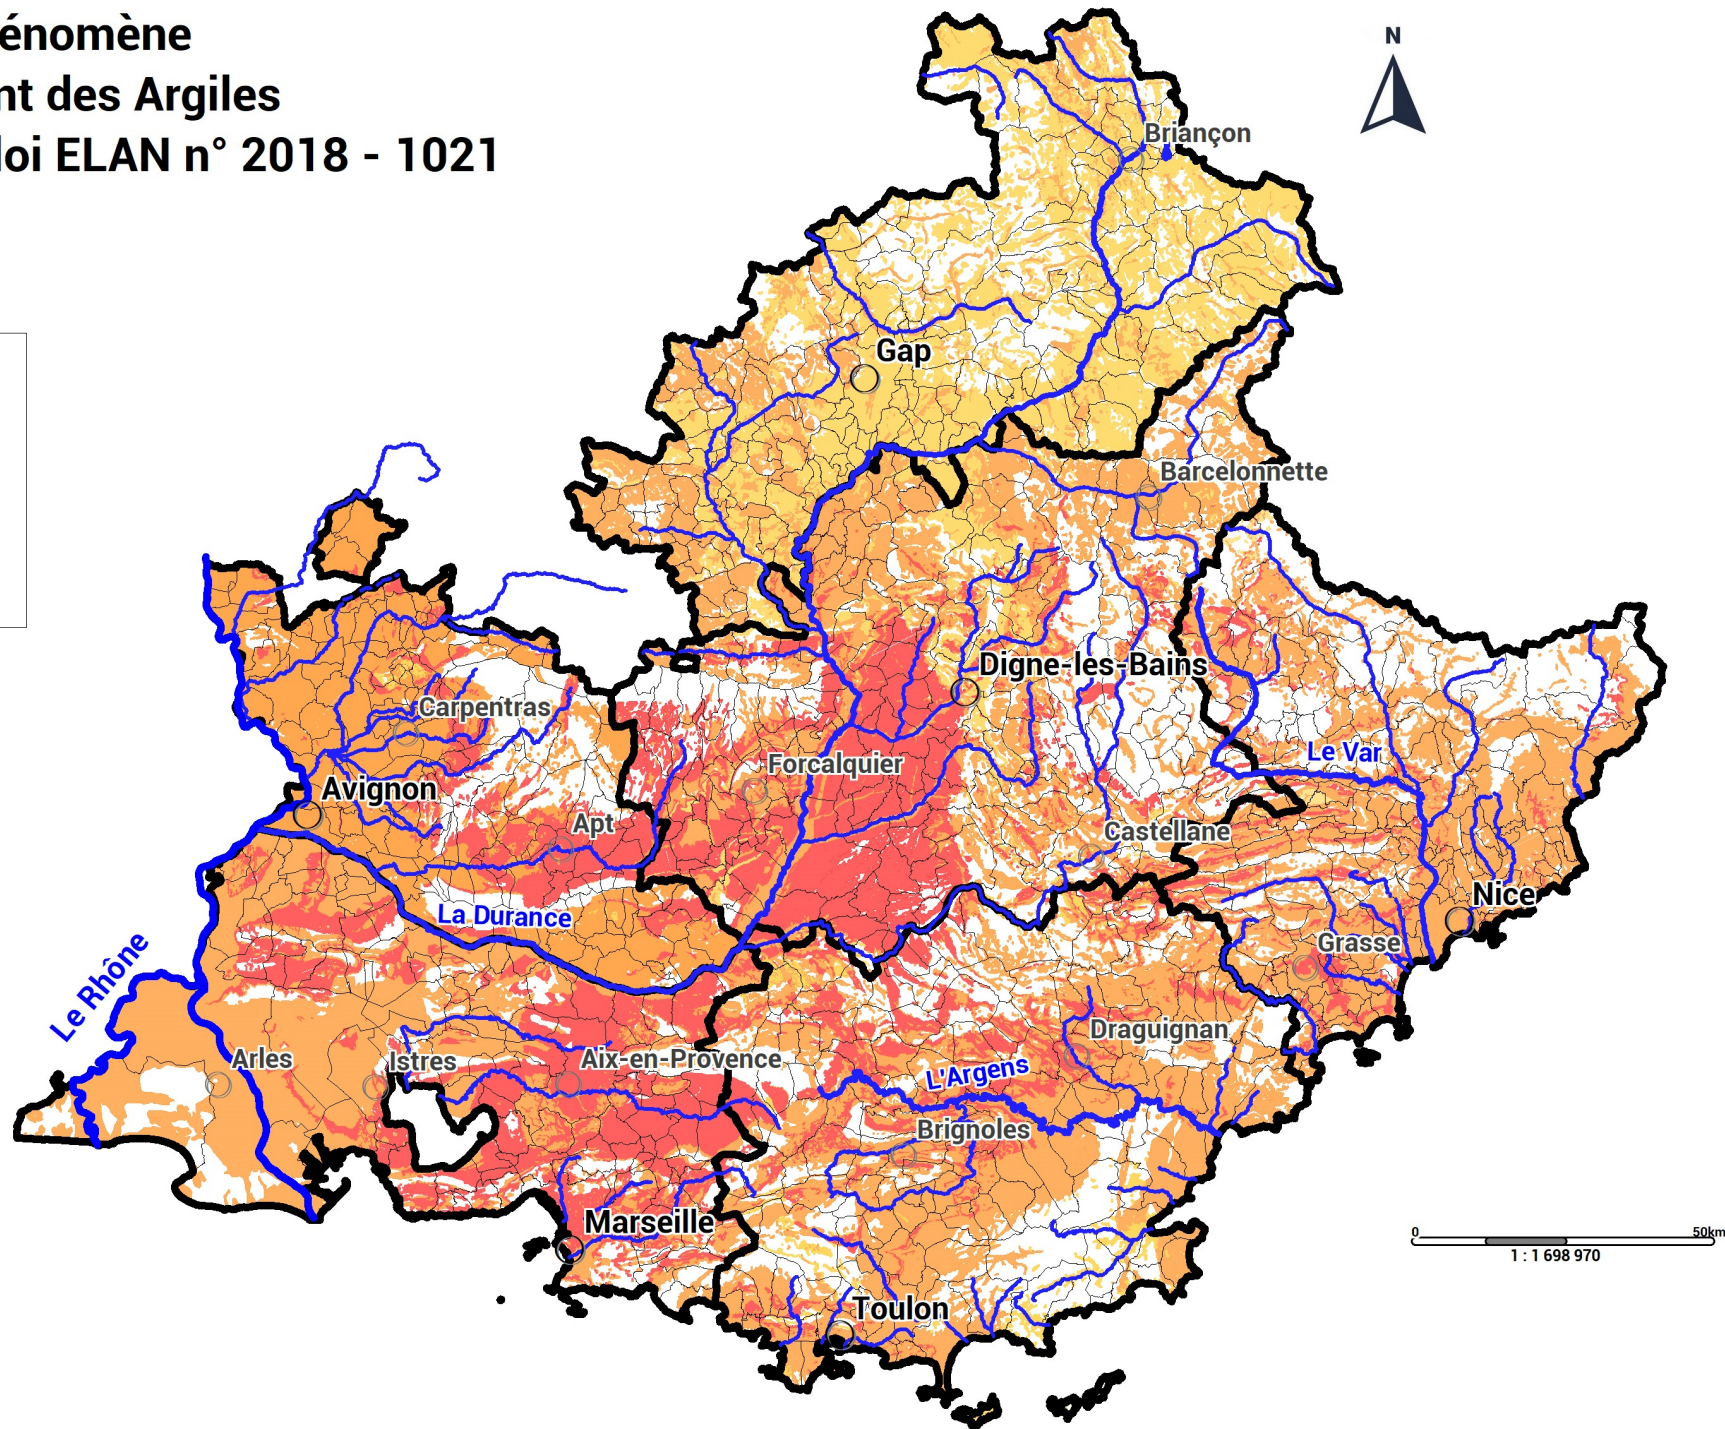 énomène
nt des Argiles
loi ELAN n° 2018 - 1021
N
Briançon
Gap
Barcelonnette
Digne-les-Bains
Carpentras
Le Var
Forcalquier
Avignon
Apt
Castellane
Nice
La Durance
Grasse
Le Rhône
Draguignan
Arles
Istres
Aix-en-Provence
L'Argens
Brignoles
Marseille
0 50km
1 : 1 698 970
Toulon